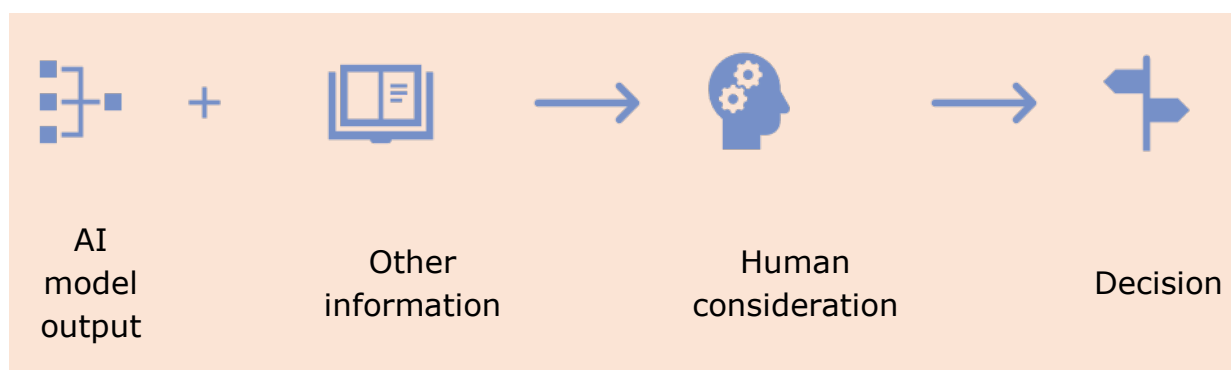 AI
model
output
Other
information
Human
consideration
Decision